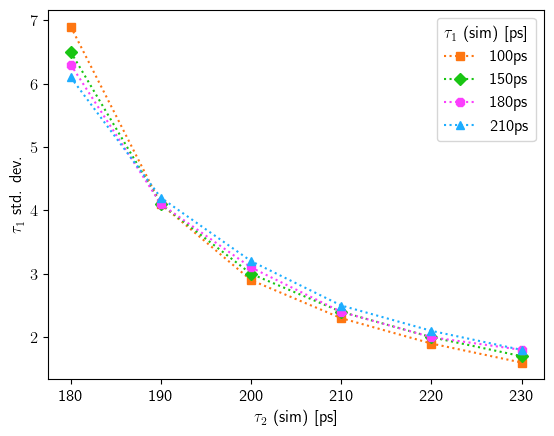 τ₁ (sim) [ps]
100ps
150ps
180ps
210ps
7
6
5
4
3
2
τ₁ std. dev.
180 190 200 210 220 230
τ₂ (sim) [ps]